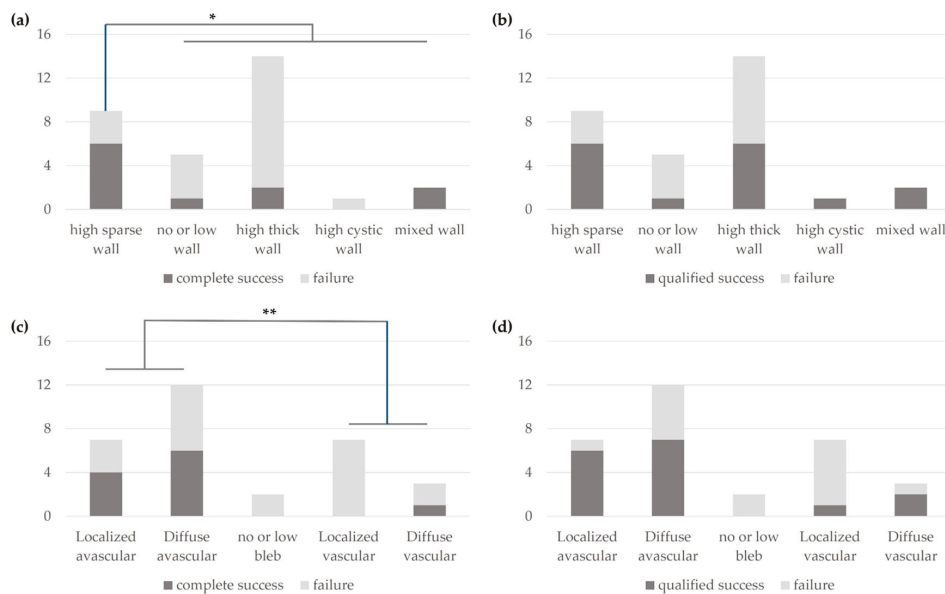 (a)
*
16
12
8
4
0
high sparse wall
no or low wall
high thick wall
high cystic wall
mixed wall
complete success
failure
(b)
16
12
8
4
0
high sparse wall
no or low wall
high thick wall
high cystic wall
mixed wall
qualified success
failure
(c)
**
16
12
8
4
0
Localized avascular
Diffuse avascular
no or low bleb
Localized vascular
Diffuse vascular
complete success
failure
(d)
16
12
8
4
0
Localized avascular
Diffuse avascular
no or low bleb
Localized vascular
Diffuse vascular
qualified success
failure